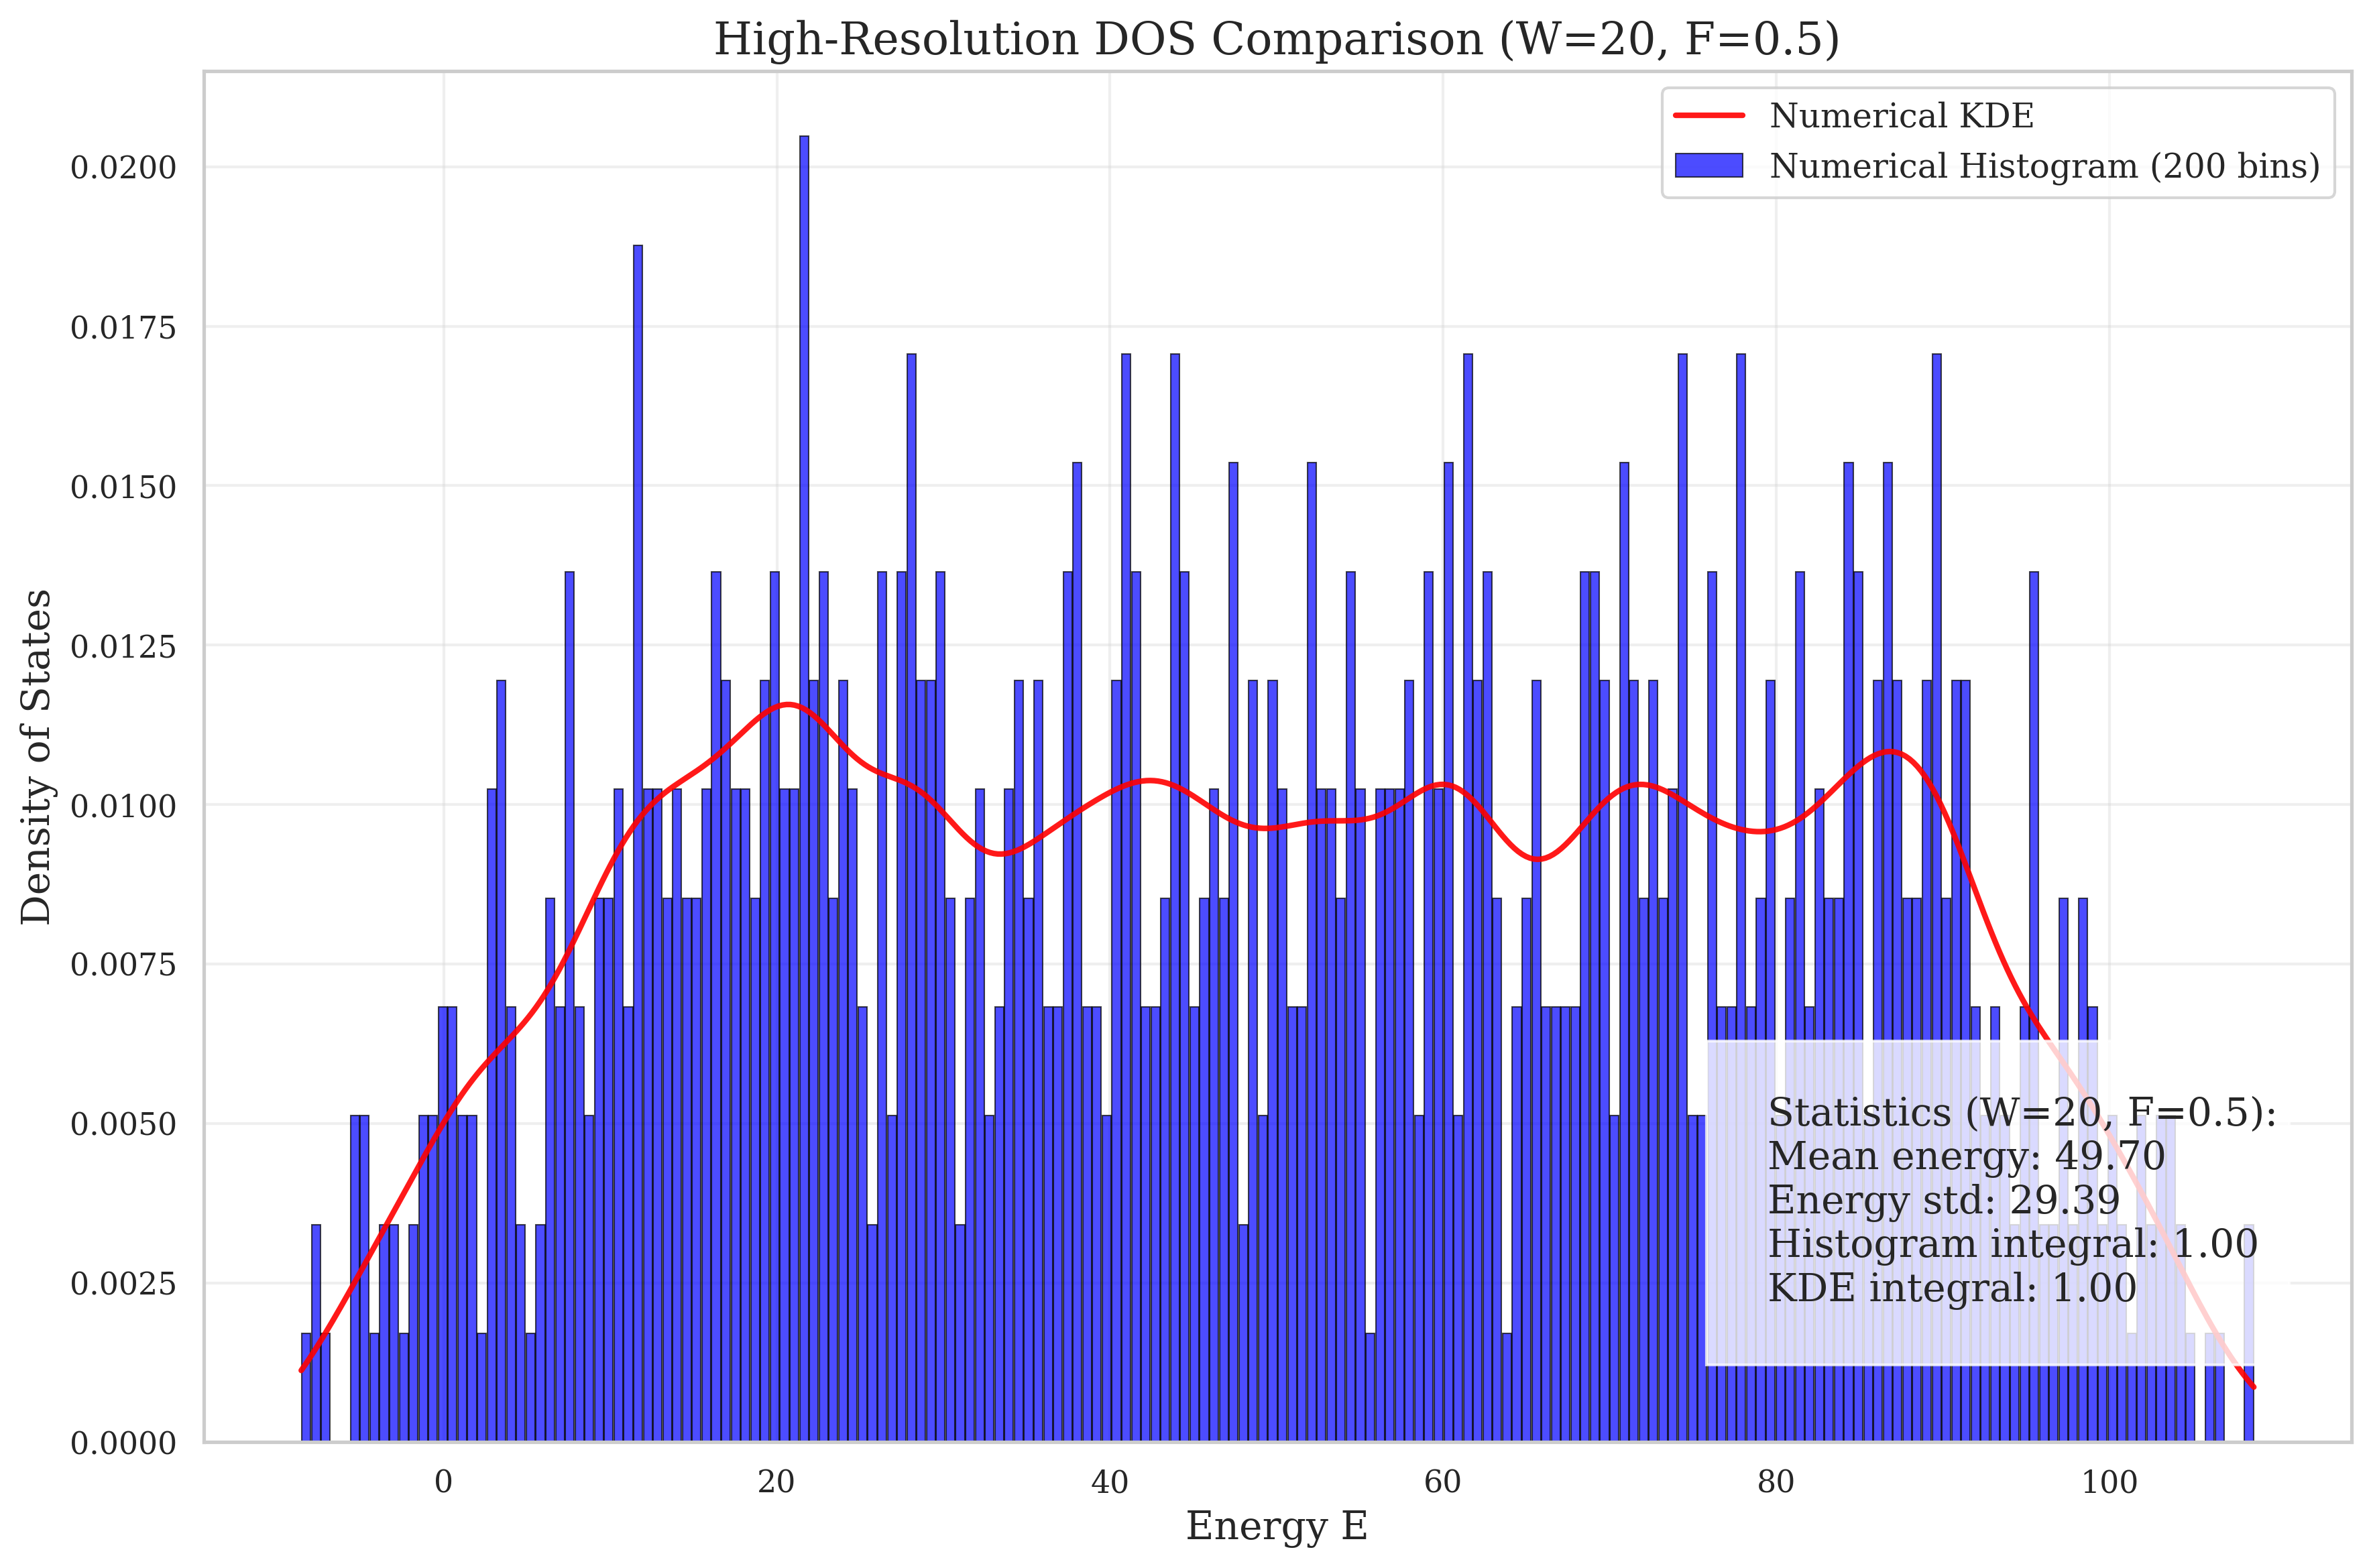 High-Resolution DOS Comparison (W=20, F=0.5)
Numerical KDE
Numerical Histogram (200 bins)
Density of States
0.0200
0.0175
0.0150
0.0125
0.0100
0.0075
0.0050
0.0025
0.0000
Statistics (W=20, F=0.5):
Mean energy: 49.70
Energy std: 29.39
Histogram integral: 1.00
KDE integral: 1.00
0 20 40 60 80 100
Energy E